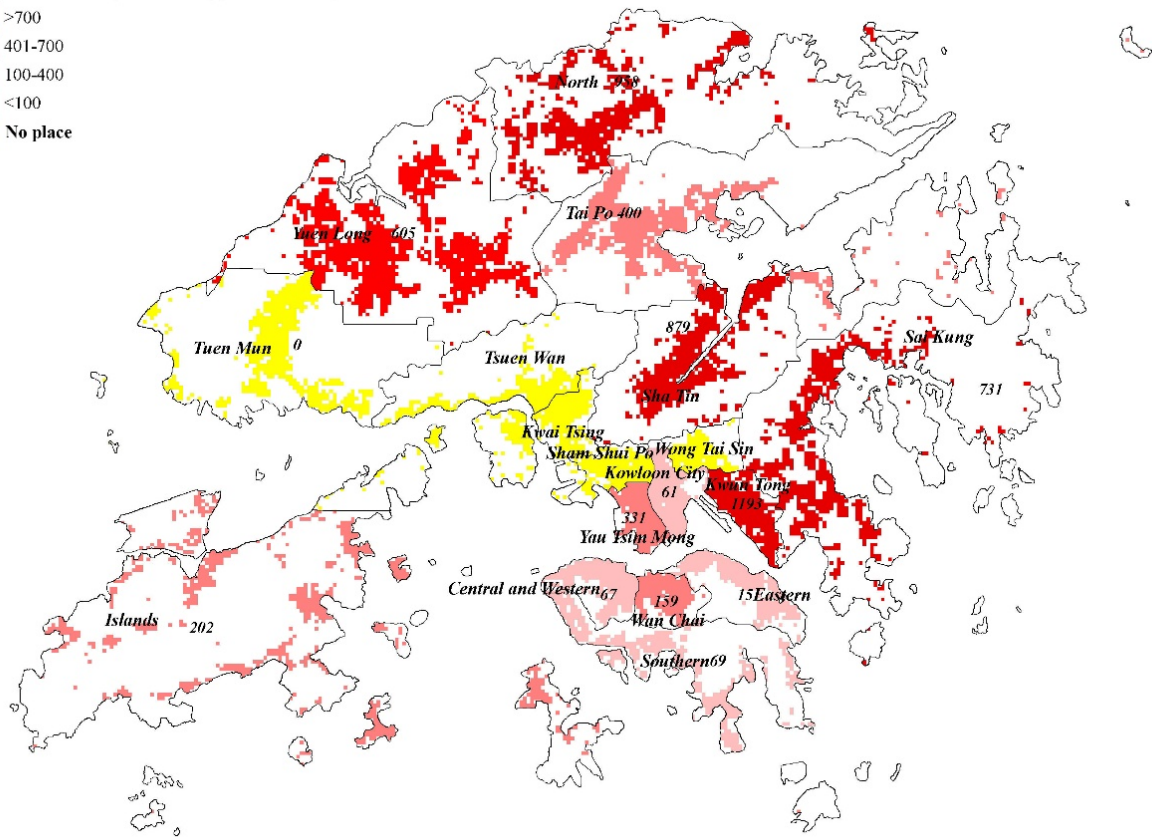 >700
401-700
100-400
<100
No place
North 958
Tai Po 400
Yuen Long 605
879
Sai Kung
Tuen Mun 0
Tsuen Wan
731
Sha Tin
Kwai Tsing
Sham Shui Po
Wong Tai Sin
Kowloon City
61
Kwun Tong
1193
331
Yau Tsim Mong
Central and Western 67
159
15 Eastern
Wan Chai
Islands 202
Southern 69